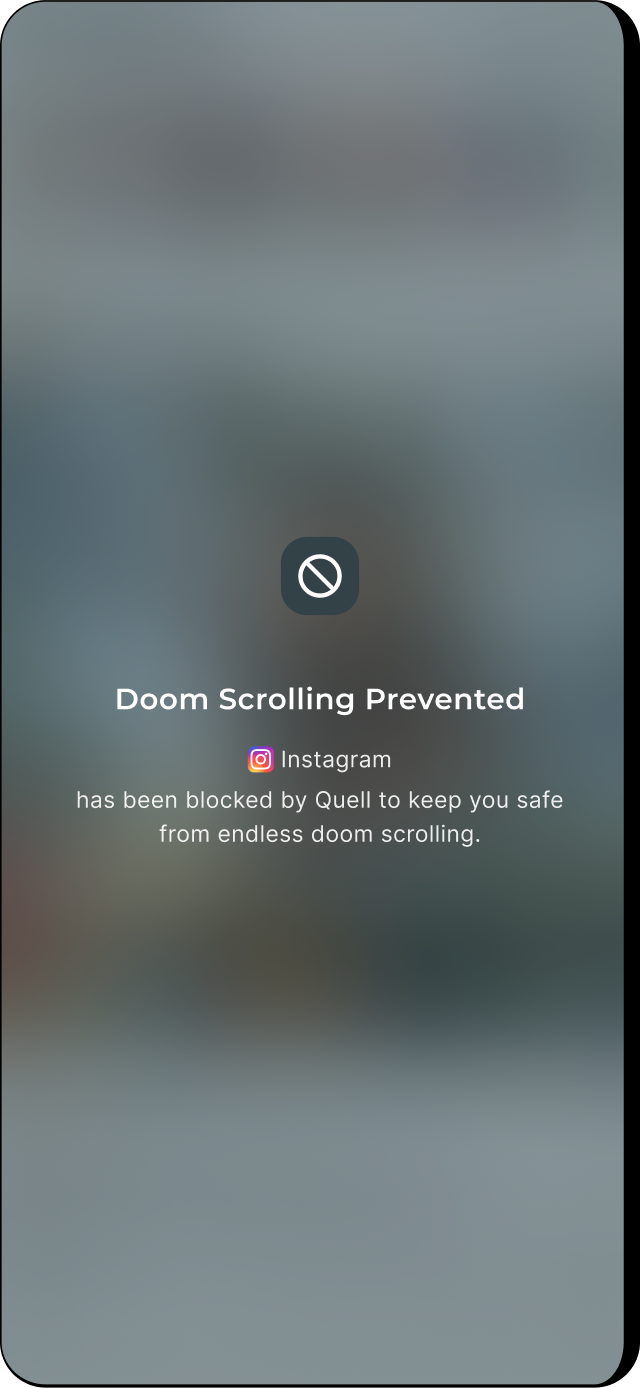 Doom Scrolling Prevented
Instagram
has been blocked by Quell to keep you safe
from endless doom scrolling.